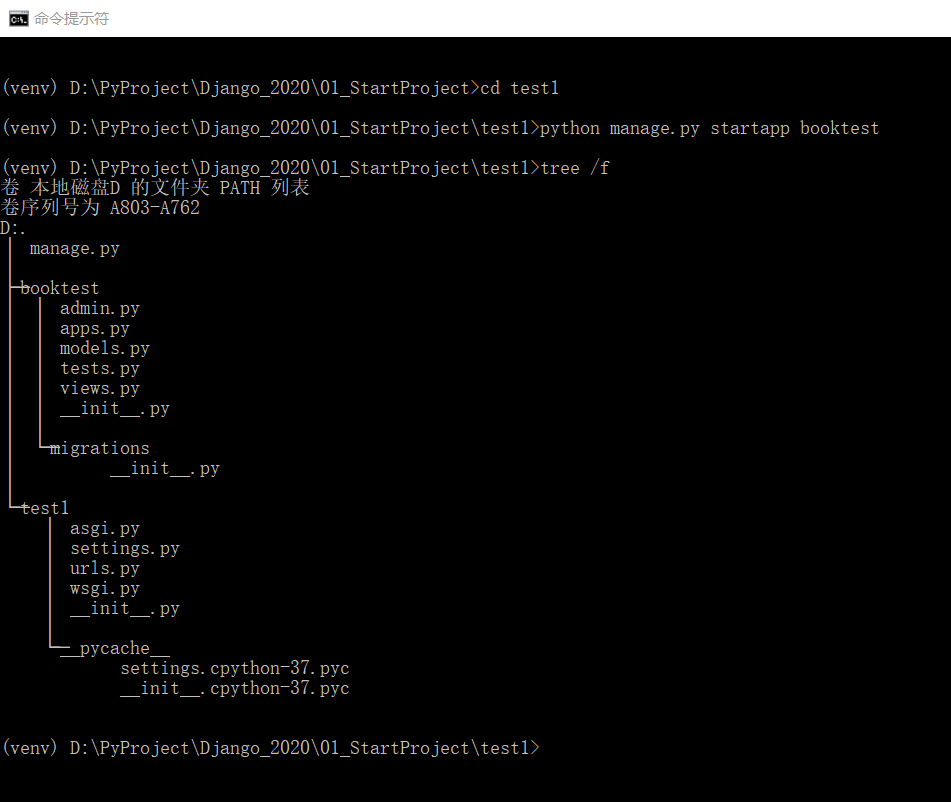 命令提示符
(venv) D:\PyProject\Django_2020\01_StartProject>cd test1
(venv) D:\PyProject\Django_2020\01_StartProject\test1>python manage.py startapp booktest
(venv) D:\PyProject\Django_2020\01_StartProject\test1>tree /f
卷 本地磁盘D 的文件夹 PATH 列表
卷序列号为 A803-A762
D:.
│  manage.py
├─booktest
│  │  admin.py
│  │  apps.py
│  │  models.py
│  │  tests.py
│  │  views.py
│  │  __init__.py
│  └─migrations
│          __init__.py
└─test1
    │  asgi.py
    │  settings.py
    │  urls.py
    │  wsgi.py
    │  __init__.py
    └─__pycache__
            settings.cpython-37.pyc
            __init__.cpython-37.pyc
(venv) D:\PyProject\Django_2020\01_StartProject\test1>